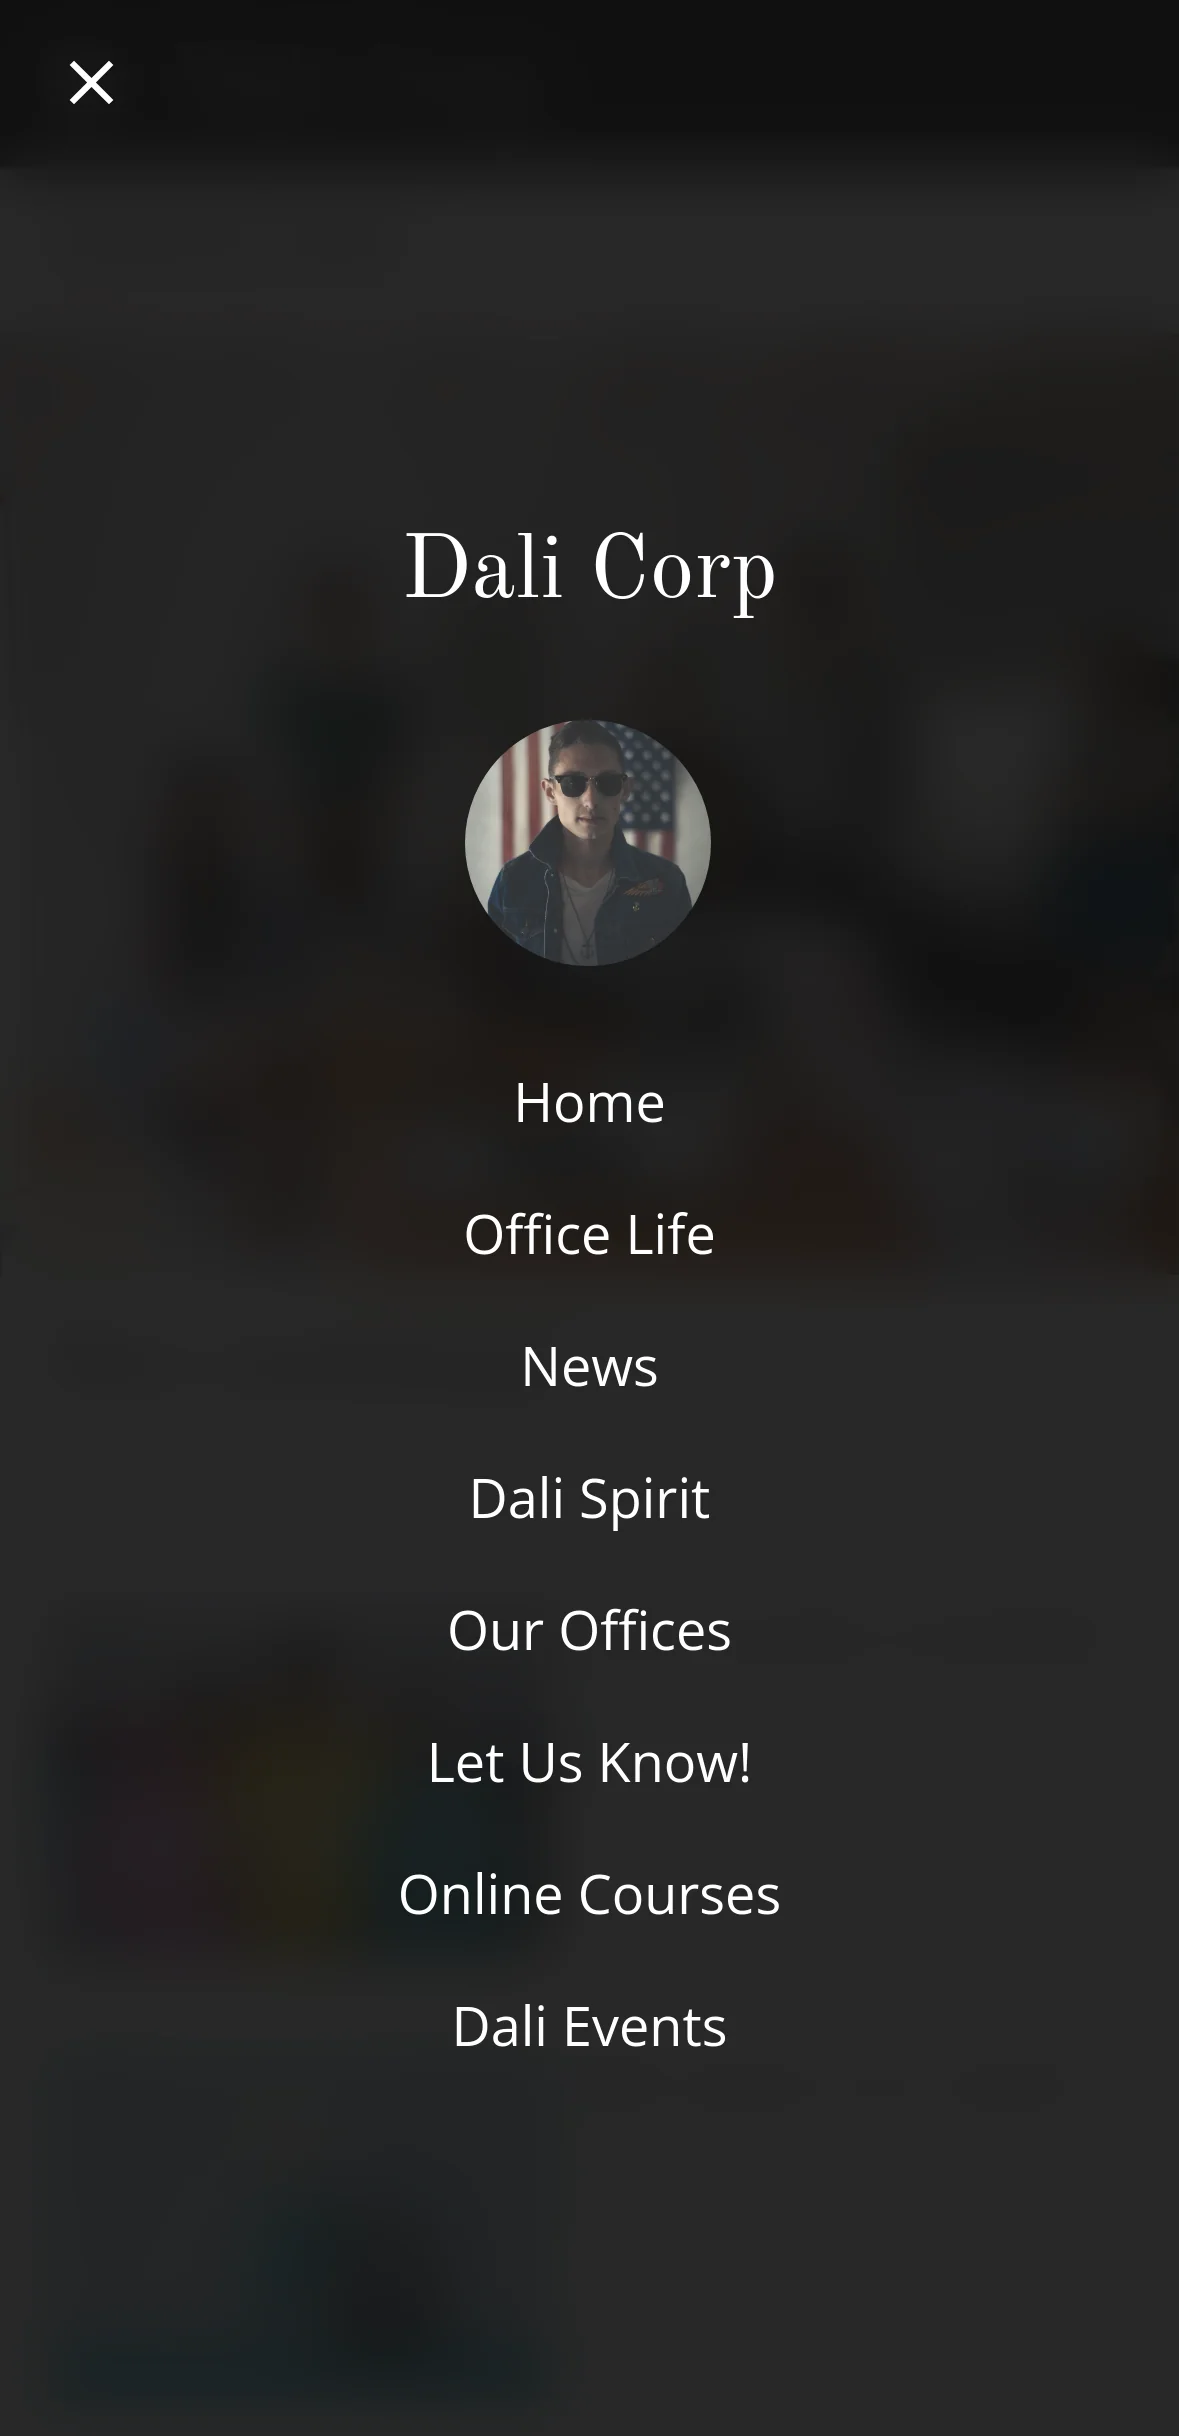 Dali Corp
Home
Office Life
News
Dali Spirit
Our Offices
Let Us Know!
Online Courses
Dali Events